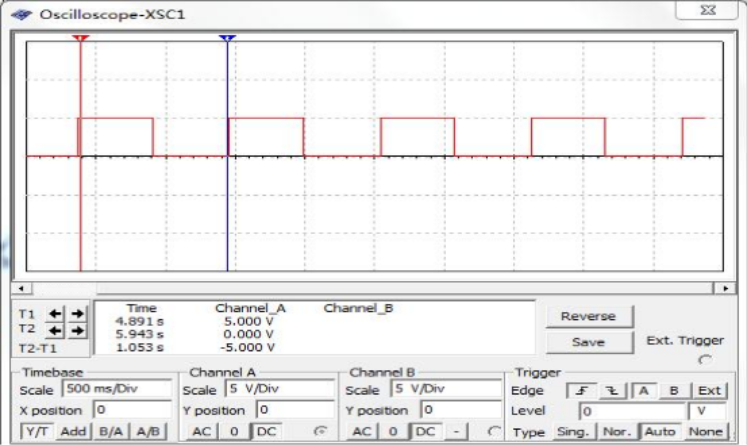 Oscilloscope-XSC1
Time Channel_A Channel_B
T1 4.891 s 5.000 V
T2 5.943 s 0.000 V
T2-T1 1.053 s -5.000 V
Reverse
Save
Ext. Trigger
Timebase
Scale 500 ms/Div
X position 0
Y/T Add B/A A/B
Channel A
Scale 5 V/Div
Y position 0
AC 0 DC
Channel B
Scale 5 V/Div
Y position 0
AC 0 DC -
Trigger
Edge A B Ext
Level 0 V
Type Sing. Nor. Auto None